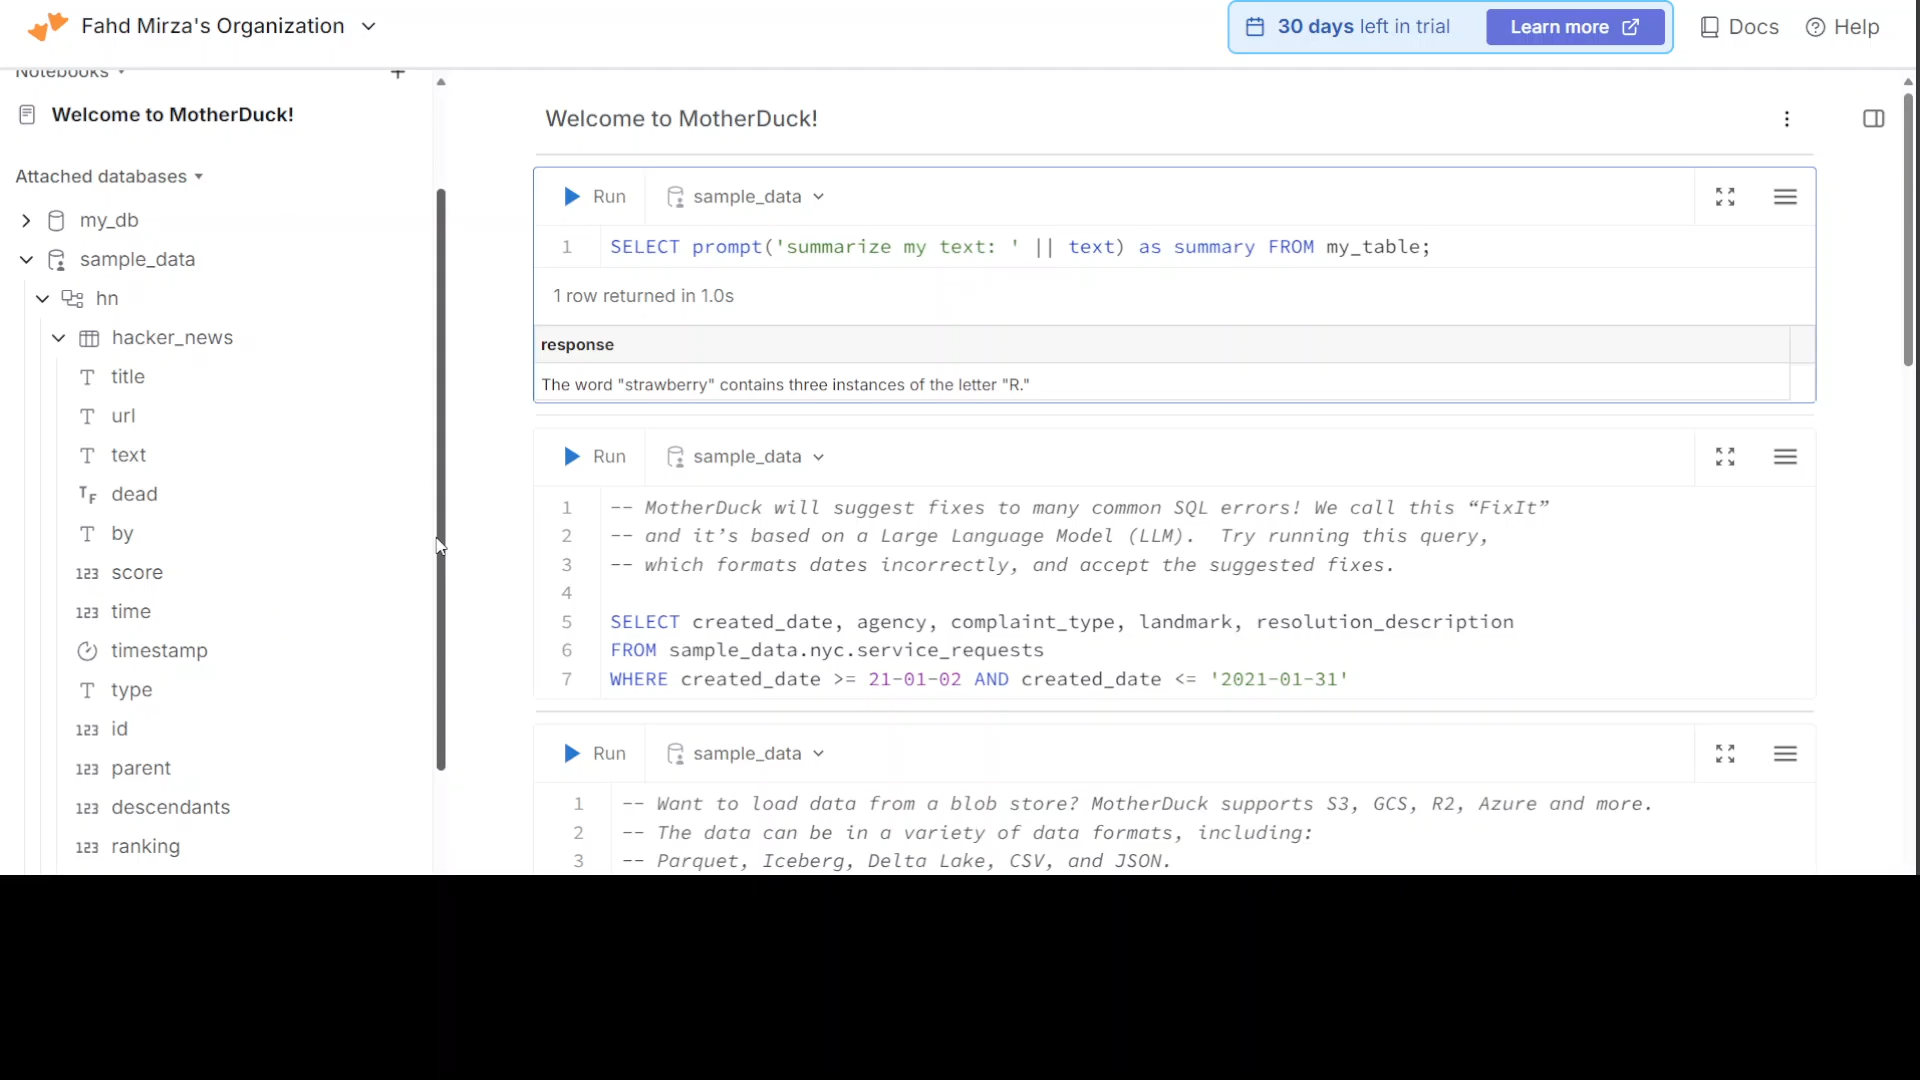 Fahd Mirza's Organization
30 days left in trial
Learn more
Docs
Help
Notebooks
Welcome to MotherDuck!
Attached databases
my_db
sample_data
hn
hacker_news
title
url
text
dead
by
score
time
timestamp
type
id
parent
descendants
ranking
Welcome to MotherDuck!
Run
sample_data
1 SELECT prompt('summarize my text: ' || text) as summary FROM my_table;
1 row returned in 1.0s
response
The word "strawberry" contains three instances of the letter "R."
Run
sample_data
1 -- MotherDuck will suggest fixes to many common SQL errors! We call this “FixIt”
2 -- and it’s based on a Large Language Model (LLM).  Try running this query,
3 -- which formats dates incorrectly, and accept the suggested fixes.
4
5 SELECT created_date, agency, complaint_type, landmark, resolution_description
6 FROM sample_data.nyc.service_requests
7 WHERE created_date >= 21-01-02 AND created_date <= '2021-01-31'
Run
sample_data
1 -- Want to load data from a blob store? MotherDuck supports S3, GCS, R2, Azure and more.
2 -- The data can be in a variety of data formats, including:
3 -- Parquet, Iceberg, Delta Lake, CSV, and JSON.